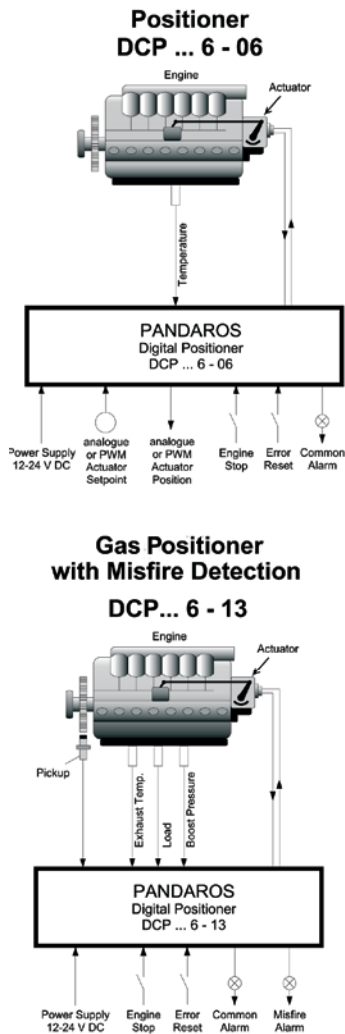 Positioner
DCP ... 6 - 06
Engine
Actuator
Temperature
PANDAROS
Digital Positioner
DCP ... 6 - 06
Power Supply
12-24 V DC
analogue
or PWM
Actuator
Setpoint
analogue
or PWM
Actuator
Position
Engine
Stop
Error
Reset
Common
Alarm
Gas Positioner
with Misfire Detection
DCP... 6 - 13
Engine
Actuator
Pickup
Exhaust Temp.
Load
Boost Pressure
PANDAROS
Digital Positioner
DCP ... 6 - 13
Power Supply
12-24 V DC
Engine
Stop
Error
Reset
Common
Alarm
Misfire
Alarm